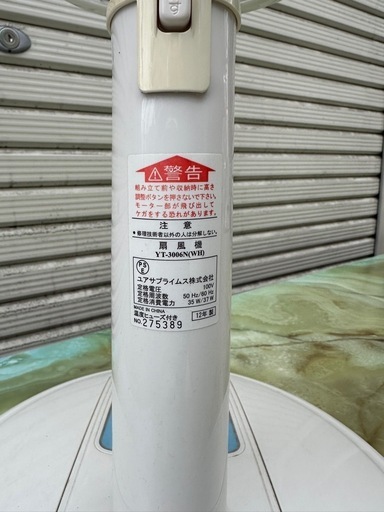 警告
組み立て前や収納時に高さ
調整ボタンを押さないで下さい。
モーター部が飛び出して
ケガをする恐れがあります。
注意
●修理技術者以外の人は分解しない。
扇風機
YT-3006N(WH)
PS
E
ユアサプライムス株式会社
定格電圧 100V
定格周波数 50 Hz/60 Hz
定格消費電力 35 W/37 W
MADE IN CHINA
温度ヒューズ付き
NO.275389
12年製